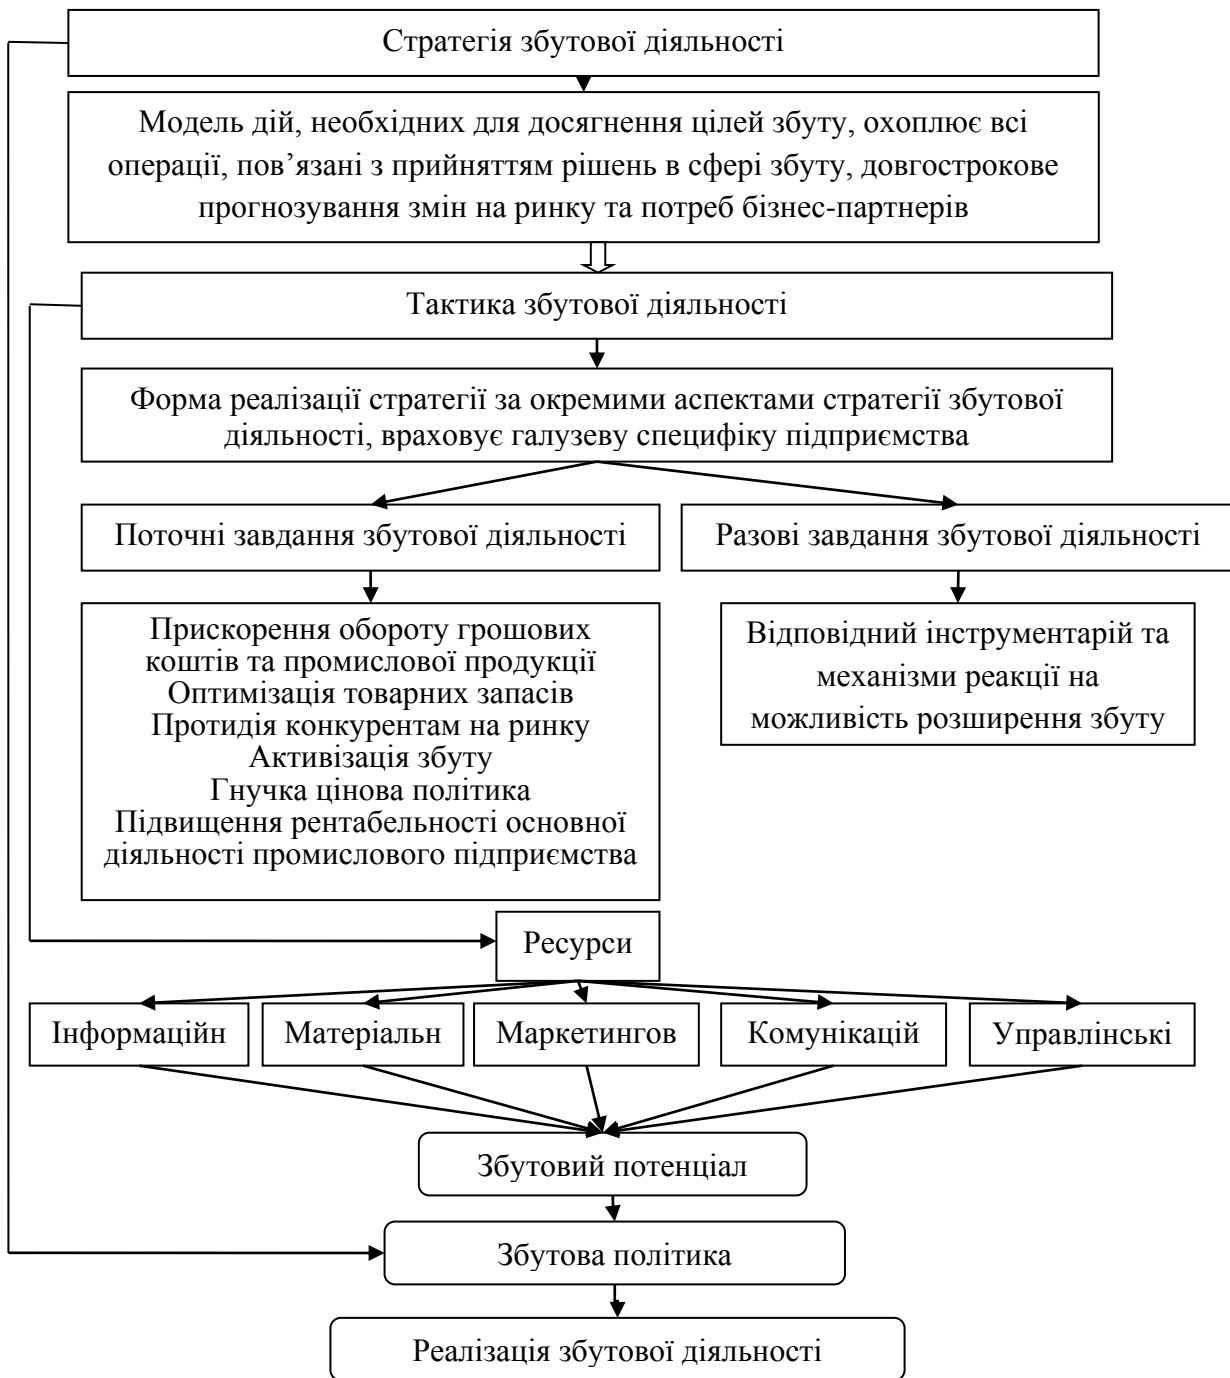 Стратегія збутової діяльності
Модель дій, необхідних для досягнення цілей збуту, охоплює всі
операції, пов’язані з прийняттям рішень в сфері збуту, довгострокове
прогнозування змін на ринку та потреб бізнес-партнерів
Тактика збутової діяльності
Форма реалізації стратегії за окремими аспектами стратегії збутової
діяльності, враховує галузеву специфіку підприємства
Поточні завдання збутової діяльності
Разові завдання збутової діяльності
Прискорення обороту грошових
коштів та промислової продукції
Оптимізація товарних запасів
Протидія конкурентам на ринку
Активізація збуту
Гнучка цінова політика
Підвищення рентабельності основної
діяльності промислового підприємства
Відповідний інструментарій та
механізми реакції на
можливість розширення збуту
Ресурси
Інформаційн
Матеріальн
Маркетингов
Комунікацій
Управлінські
Збутовий потенціал
Збутова політика
Реалізація збутової діяльності